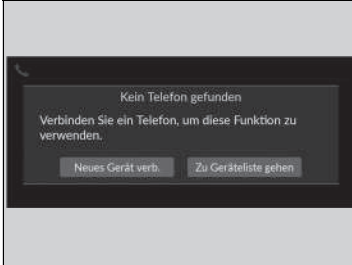 Kein Telefon gefunden
Verbinden Sie ein Telefon, um diese Funktion zu
verwenden.
Neues Gerät verb.
Zu Geräteliste gehen